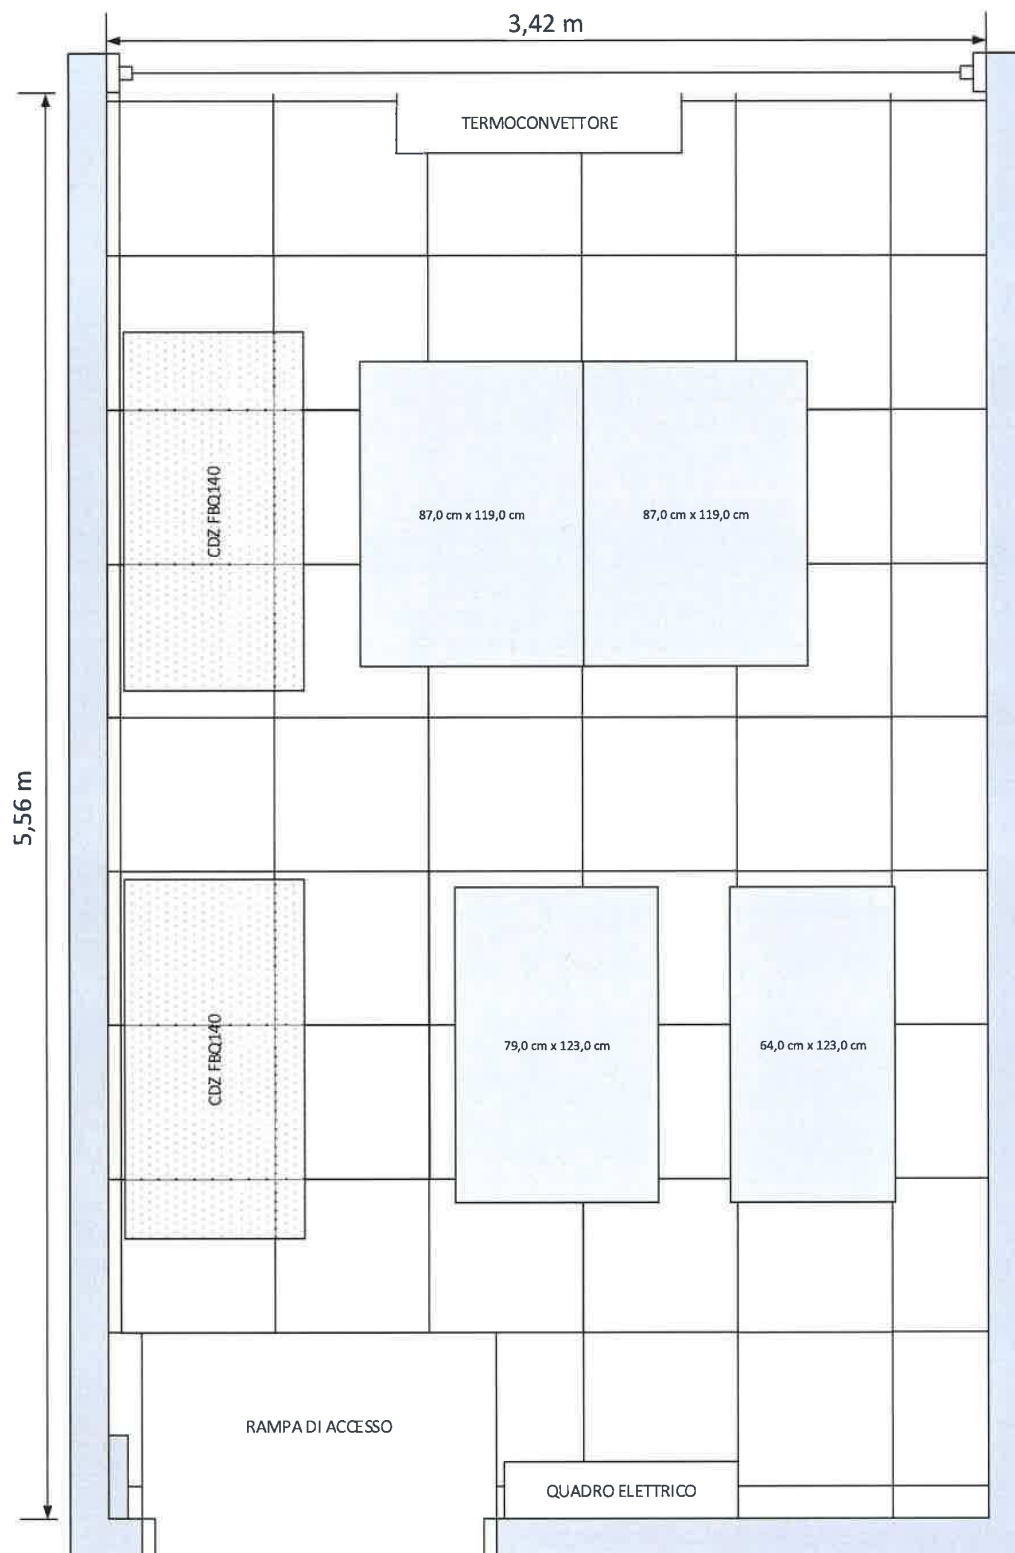 3,42 m
TERMOCONVETTORE
CDZ FBQ140
87,0 cm x 119,0 cm
87,0 cm x 119,0 cm
5,56 m
CDZ FBQ140
79,0 cm x 123,0 cm
64,0 cm x 123,0 cm
RAMPA DI ACCESSO
QUADRO ELETTRICO